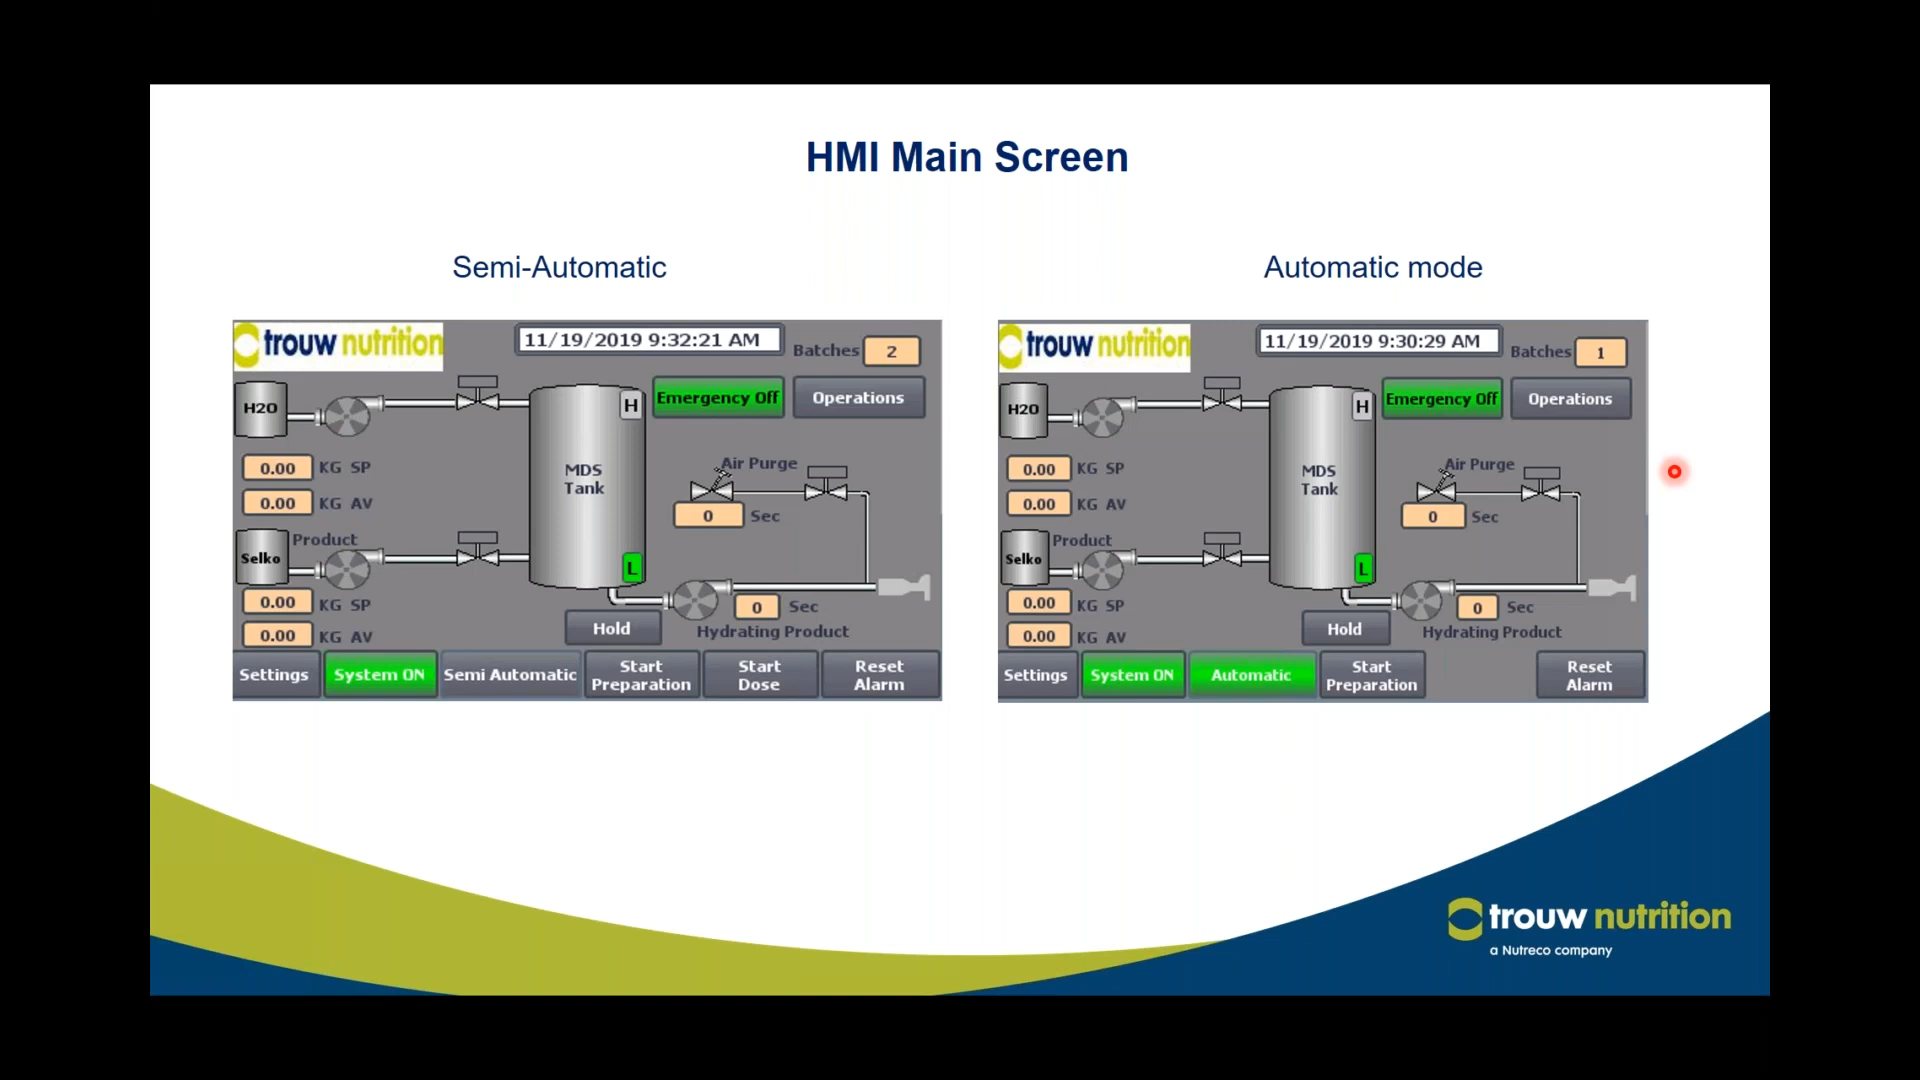 HMI Main Screen
Semi-Automatic
Automatic mode
trouw nutrition
11/19/2019 9:32:21 AM
Batches 2
H2O
Emergency Off
Operations
H
MDS
Tank
Air Purge
0.00 KG SP
0.00 KG AV
0 Sec
Product
Selko
L
0.00 KG SP
0.00 KG AV
0 Sec
Hold
Hydrating Product
Settings
System ON
Semi Automatic
Start
Preparation
Start
Dose
Reset
Alarm
trouw nutrition
11/19/2019 9:30:29 AM
Batches 1
H2O
Emergency Off
Operations
H
MDS
Tank
Air Purge
0.00 KG SP
0.00 KG AV
0 Sec
Product
Selko
L
0.00 KG SP
0.00 KG AV
0 Sec
Hold
Hydrating Product
Settings
System ON
Automatic
Start
Preparation
Reset
Alarm
trouw nutrition
a Nutreco company